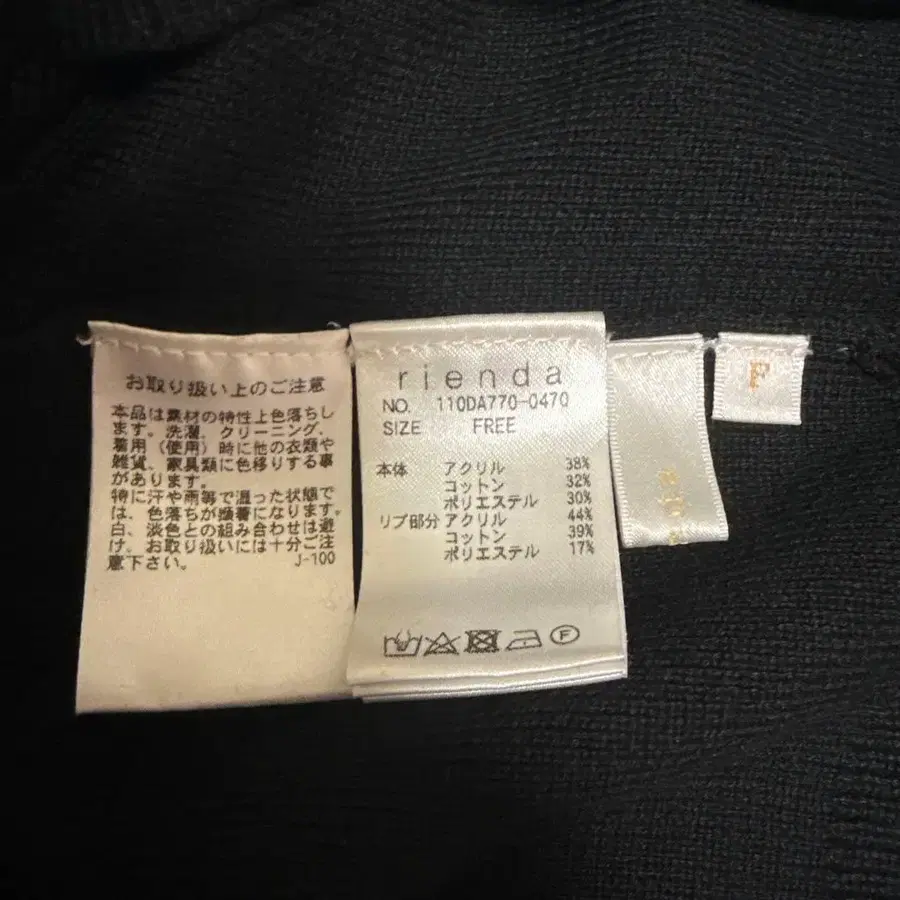 お取り扱い上のご注意
本品は素材の特性上色落ちし
ます。洗濯、クリーニング、
着用（使用）時に他の衣類や
雑貨、家具類に色移りする事
があります。
特に汗や雨等で湿った状態で
は、色落ちが顕著になります。
白、淡色との組み合わせは避
け、お取り扱いには十分ご注
意下さい。 J-100
rienda
NO. 110DA770-0470
SIZE FREE
本体 アクリル 38%
コットン 32%
ポリエステル 30%
リブ部分 アクリル 44%
コットン 39%
ポリエステル 17%
F
F